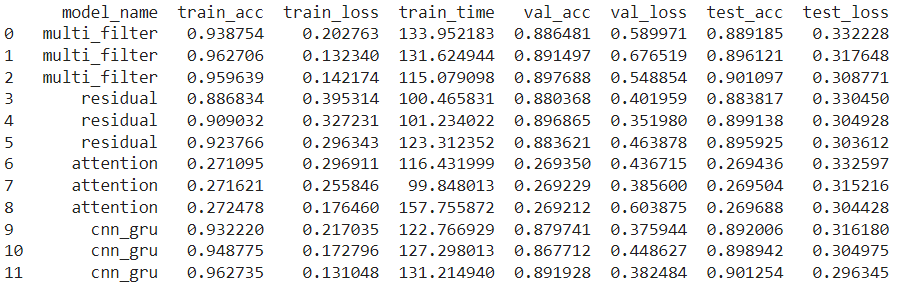 model_name train_acc train_loss train_time val_acc val_loss test_acc test_loss
0 multi_filter 0.938754 0.202763 133.952183 0.886481 0.589971 0.889185 0.332228
1 multi_filter 0.962706 0.132340 131.624944 0.891497 0.676519 0.896121 0.317648
2 multi_filter 0.959639 0.142174 115.079098 0.897688 0.548854 0.901097 0.308771
3 residual 0.886834 0.395314 100.465831 0.880368 0.401959 0.883817 0.330450
4 residual 0.909032 0.327231 101.234022 0.896865 0.351980 0.899138 0.304928
5 residual 0.923766 0.296343 123.312352 0.883621 0.463878 0.895925 0.303612
6 attention 0.271095 0.296911 116.431999 0.269350 0.436715 0.269436 0.332597
7 attention 0.271621 0.255846 99.848013 0.269229 0.385600 0.269504 0.315216
8 attention 0.272478 0.176460 157.755872 0.269212 0.603875 0.269688 0.304428
9 cnn_gru 0.932220 0.217035 122.766929 0.879741 0.375944 0.892006 0.316180
10 cnn_gru 0.948775 0.172796 127.298013 0.867712 0.448627 0.898942 0.304975
11 cnn_gru 0.962735 0.131048 131.214940 0.891928 0.382484 0.901254 0.296345